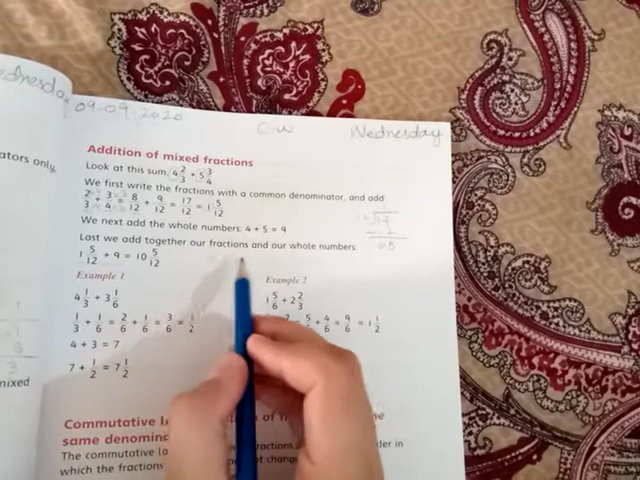 09-09-2020
C.W
Wednesday
ators only,
Addition of mixed fractions
Look at this sum: 4 2/3 + 5 3/4
We first write the fractions with a common denominator, and add
2/3 + 3/4 = 8/12 + 9/12 = 17/12 = 1 5/12
We next add the whole numbers: 4 + 5 = 9
Last we add together our fractions and our whole numbers:
1 5/12 + 9 = 10 5/12
Example 1
4 1/3 + 3 1/6
1/3 + 1/6 = 2/6 + 1/6 = 3/6 = 1/2
4 + 3 = 7
7 + 1/2 = 7 1/2
Example 2
1 5/6 + 2 2/3
5/6 + 4/6 = 9/6 = 1 1/2
mixed
Commutative of
same
The commutative
which the fractions